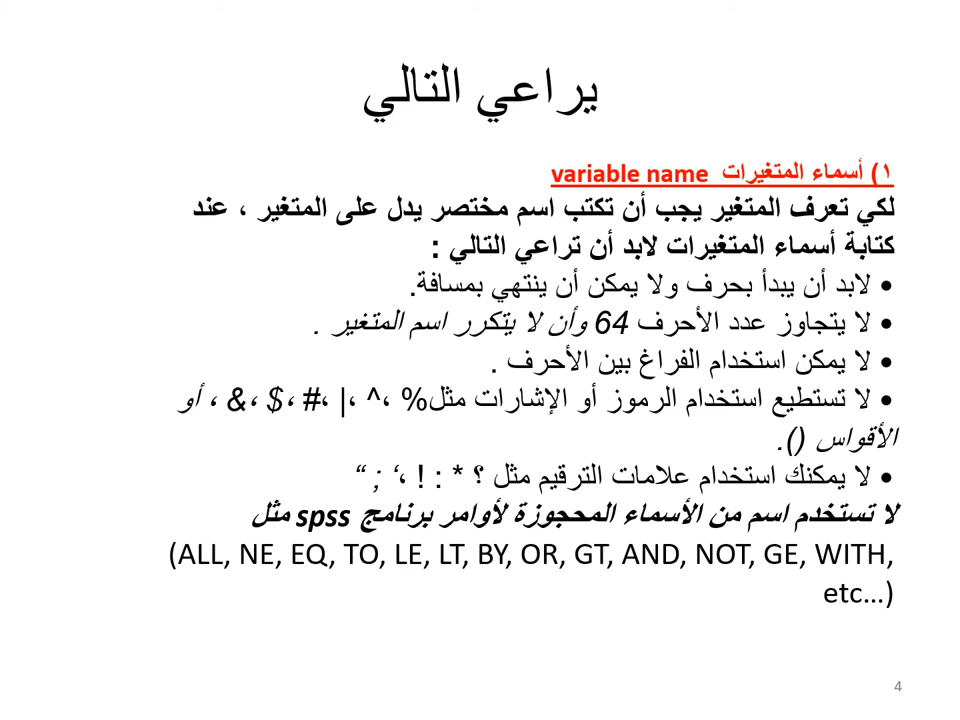 يراعي التالي
١) أسماء المتغيرات variable name
لكي تعرف المتغير يجب أن تكتب اسم مختصر يدل على المتغير ، عند
كتابة أسماء المتغيرات لابد أن تراعي التالي :
• لابد أن يبدأ بحرف ولا يمكن أن ينتهي بمسافة.
• لا يتجاوز عدد الأحرف 64 وأن لا يتكرر اسم المتغير .
• لا يمكن استخدام الفراغ بين الأحرف .
• لا تستطيع استخدام الرموز أو الإشارات مثل% ،^ ،| ،# ،$ ،& ، أو
الأقواس ().
• لا يمكنك استخدام علامات الترقيم مثل ؟ * : ! ،‘ ; “
لا تستخدم اسم من الأسماء المحجوزة لأوامر برنامج spss مثل
(ALL, NE, EQ, TO, LE, LT, BY, OR, GT, AND, NOT, GE, WITH,
etc…)
4